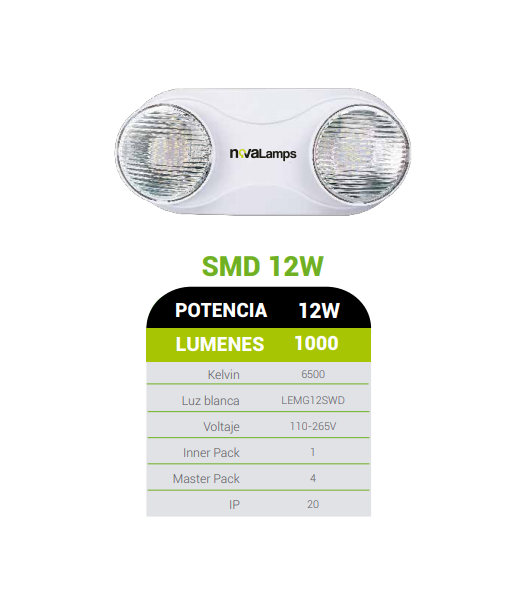 novaLamps
SMD 12W
POTENCIA 12W
LUMENES 1000
Kelvin 6500
Luz blanca LEMG12SWD
Voltaje 110-265V
Inner Pack 1
Master Pack 4
IP 20